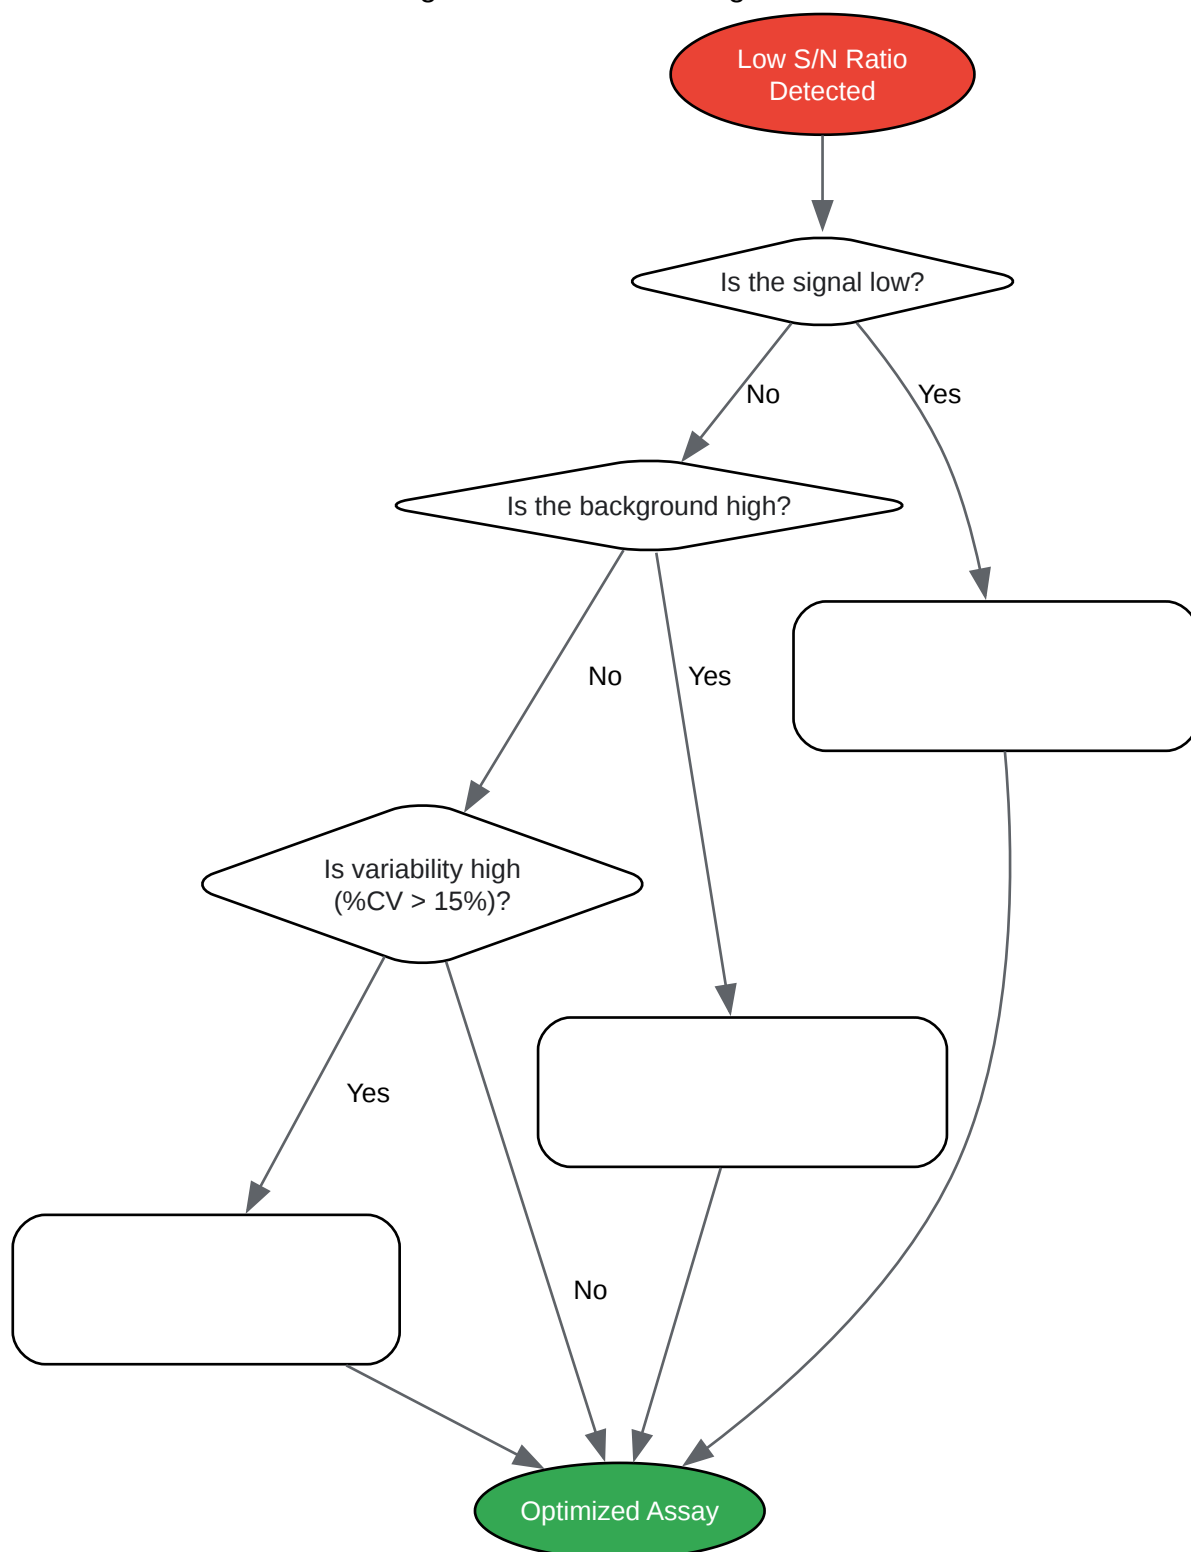 Low S/N Ratio
Detected
Is the signal low?
No
Yes
Is the background high?
No
Yes
Is variability high
(%CV > 15%)?
Yes
No
Optimized Assay